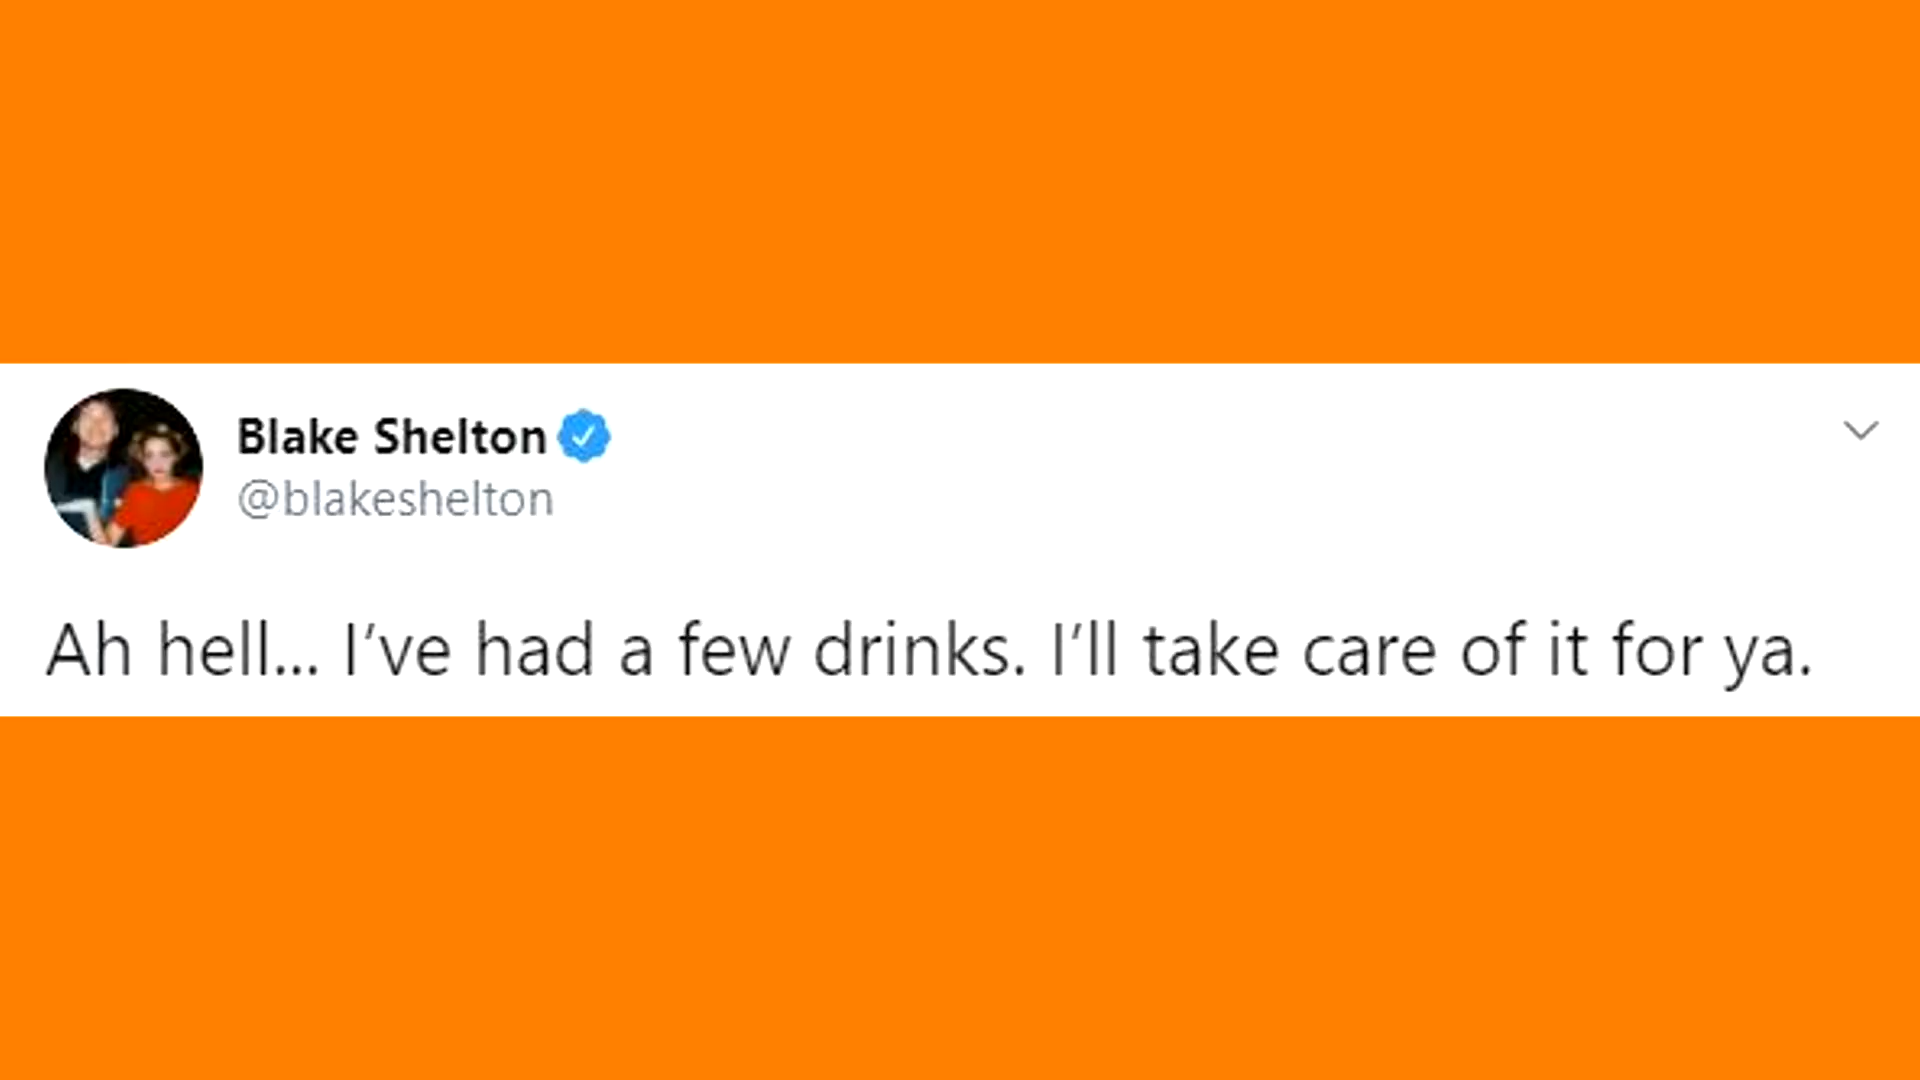 Blake Shelton
@blakeshelton
Ah hell... I’ve had a few drinks. I’ll take care of it for ya.